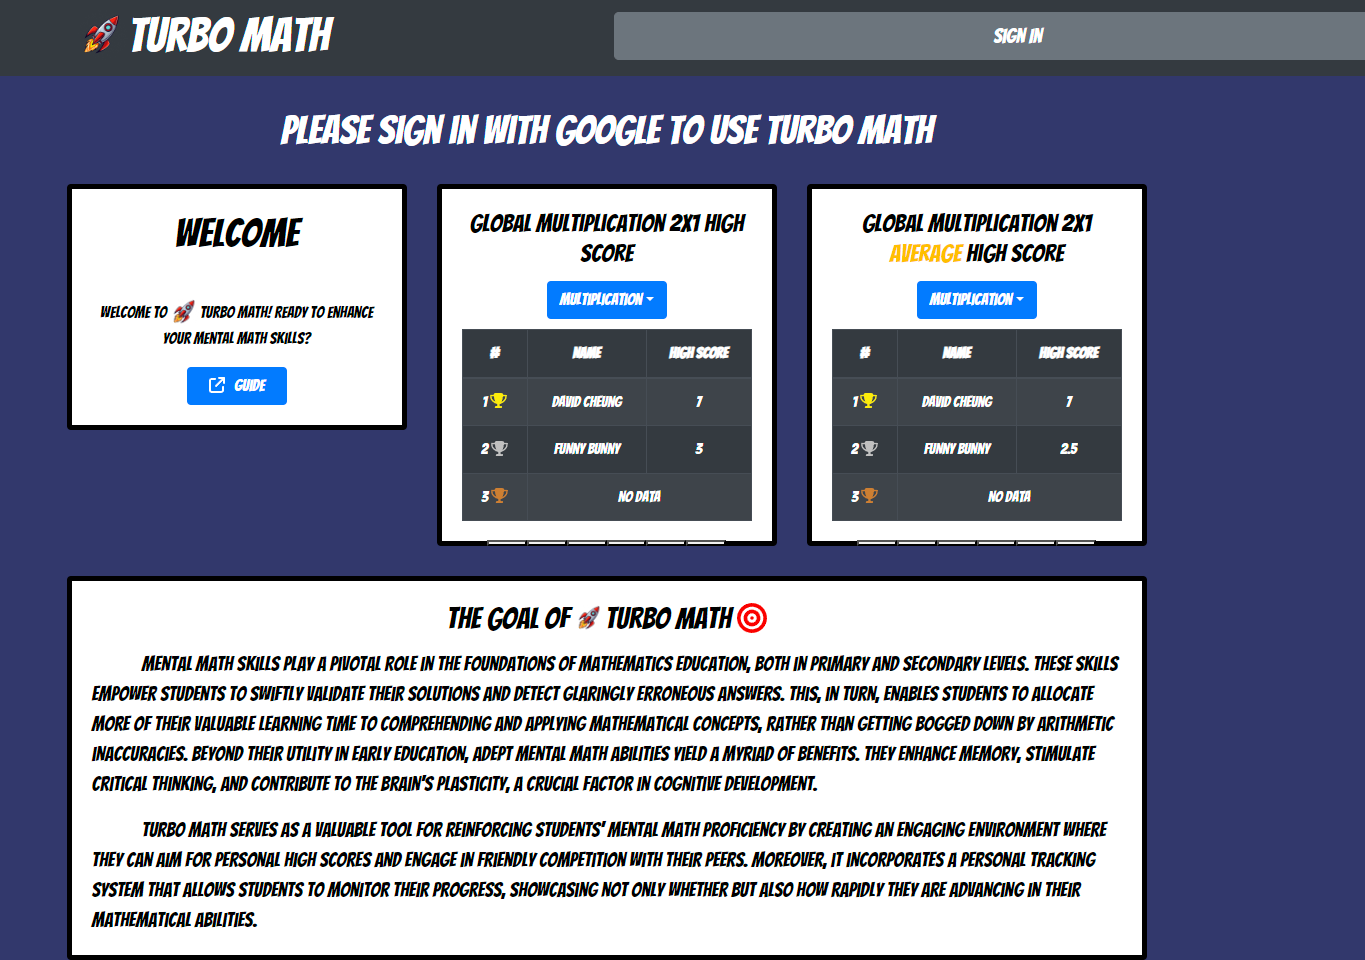 TURBO MATH
SIGN IN
PLEASE SIGN IN WITH GOOGLE TO USE TURBO MATH
WELCOME
WELCOME TO TURBO MATH! READY TO ENHANCE
YOUR MENTAL MATH SKILLS?
GUIDE
GLOBAL MULTIPLICATION 2X1 HIGH
SCORE
MULTIPLICATION
# NAME HIGH SCORE
1 DAVID CHEUNG 7
2 FUNNY BUNNY 3
3 NO DATA
GLOBAL MULTIPLICATION 2X1
AVERAGE HIGH SCORE
MULTIPLICATION
# NAME HIGH SCORE
1 DAVID CHEUNG 7
2 FUNNY BUNNY 2.5
3 NO DATA
THE GOAL OF TURBO MATH
MENTAL MATH SKILLS PLAY A PIVOTAL ROLE IN THE FOUNDATIONS OF MATHEMATICS EDUCATION, BOTH IN PRIMARY AND SECONDARY LEVELS. THESE SKILLS
EMPOWER STUDENTS TO SWIFTLY VALIDATE THEIR SOLUTIONS AND DETECT GLARINGLY ERRONEOUS ANSWERS. THIS, IN TURN, ENABLES STUDENTS TO ALLOCATE
MORE OF THEIR VALUABLE LEARNING TIME TO COMPREHENDING AND APPLYING MATHEMATICAL CONCEPTS, RATHER THAN GETTING BOGGED DOWN BY ARITHMETIC
INACCURACIES. BEYOND THEIR UTILITY IN EARLY EDUCATION, ADEPT MENTAL MATH ABILITIES YIELD A MYRIAD OF BENEFITS. THEY ENHANCE MEMORY, STIMULATE
CRITICAL THINKING, AND CONTRIBUTE TO THE BRAIN'S PLASTICITY, A CRUCIAL FACTOR IN COGNITIVE DEVELOPMENT.
TURBO MATH SERVES AS A VALUABLE TOOL FOR REINFORCING STUDENTS' MENTAL MATH PROFICIENCY BY CREATING AN ENGAGING ENVIRONMENT WHERE
THEY CAN AIM FOR PERSONAL HIGH SCORES AND ENGAGE IN FRIENDLY COMPETITION WITH THEIR PEERS. MOREOVER, IT INCORPORATES A PERSONAL TRACKING
SYSTEM THAT ALLOWS STUDENTS TO MONITOR THEIR PROGRESS, SHOWCASING NOT ONLY WHETHER BUT ALSO HOW RAPIDLY THEY ARE ADVANCING IN THEIR
MATHEMATICAL ABILITIES.